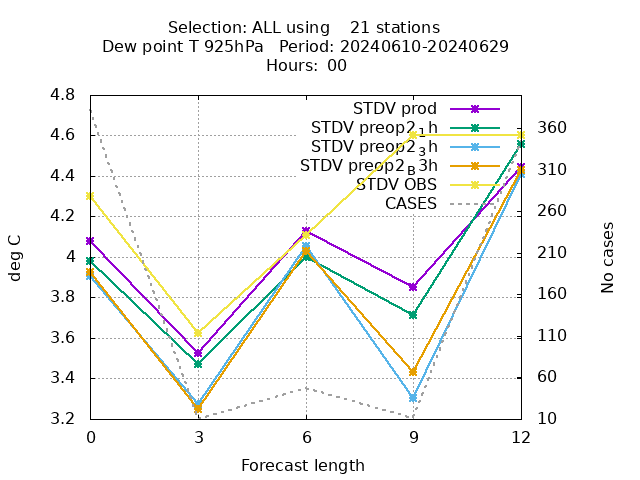 Selection: ALL using    21 stations
Dew point T 925hPa   Period: 20240610-20240629
Hours: 00
4.8
4.6
4.4
4.2
4
3.8
3.6
3.4
3.2
deg C
STDV prod
STDV preop2₁h
STDV preop2₃h
STDV preop2_B3h
STDV OBS
CASES
360
310
260
210
160
110
60
10
No cases
0 3 6 9 12
Forecast length